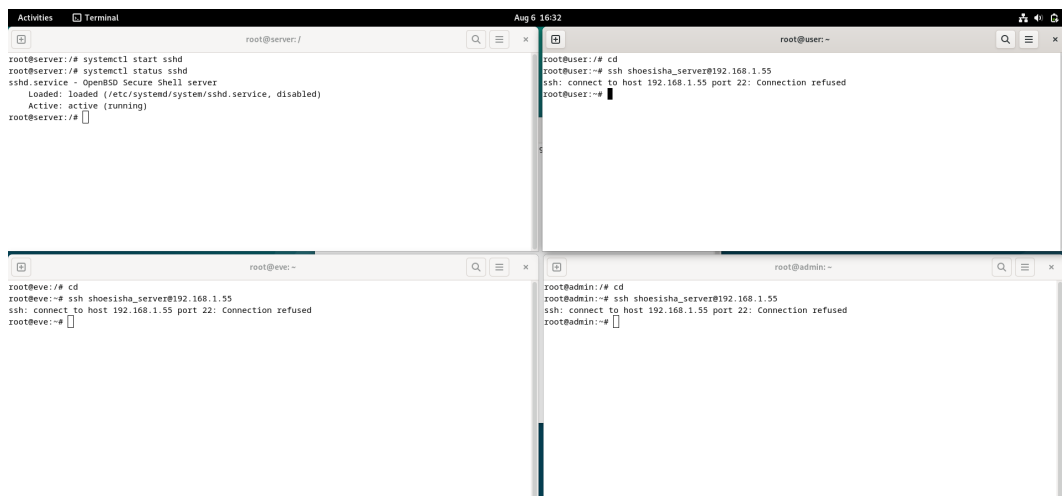 Activities Terminal Aug 6 16:32
root@server: /
root@server:/# systemctl start sshd
root@server:/# systemctl status sshd
sshd.service - OpenBSD Secure Shell server
Loaded: loaded (/etc/systemd/system/sshd.service, disabled)
Active: active (running)
root@server:/#
root@user: ~
root@user:/# cd
root@user:~# ssh shoesisha_server@192.168.1.55
ssh: connect to host 192.168.1.55 port 22: Connection refused
root@user:~#
root@eve: ~
root@eve:/# cd
root@eve:~# ssh shoesisha_server@192.168.1.55
ssh: connect to host 192.168.1.55 port 22: Connection refused
root@eve:~#
root@admin: ~
root@admin:/# cd
root@admin:~# ssh shoesisha_server@192.168.1.55
ssh: connect to host 192.168.1.55 port 22: Connection refused
root@admin:~#